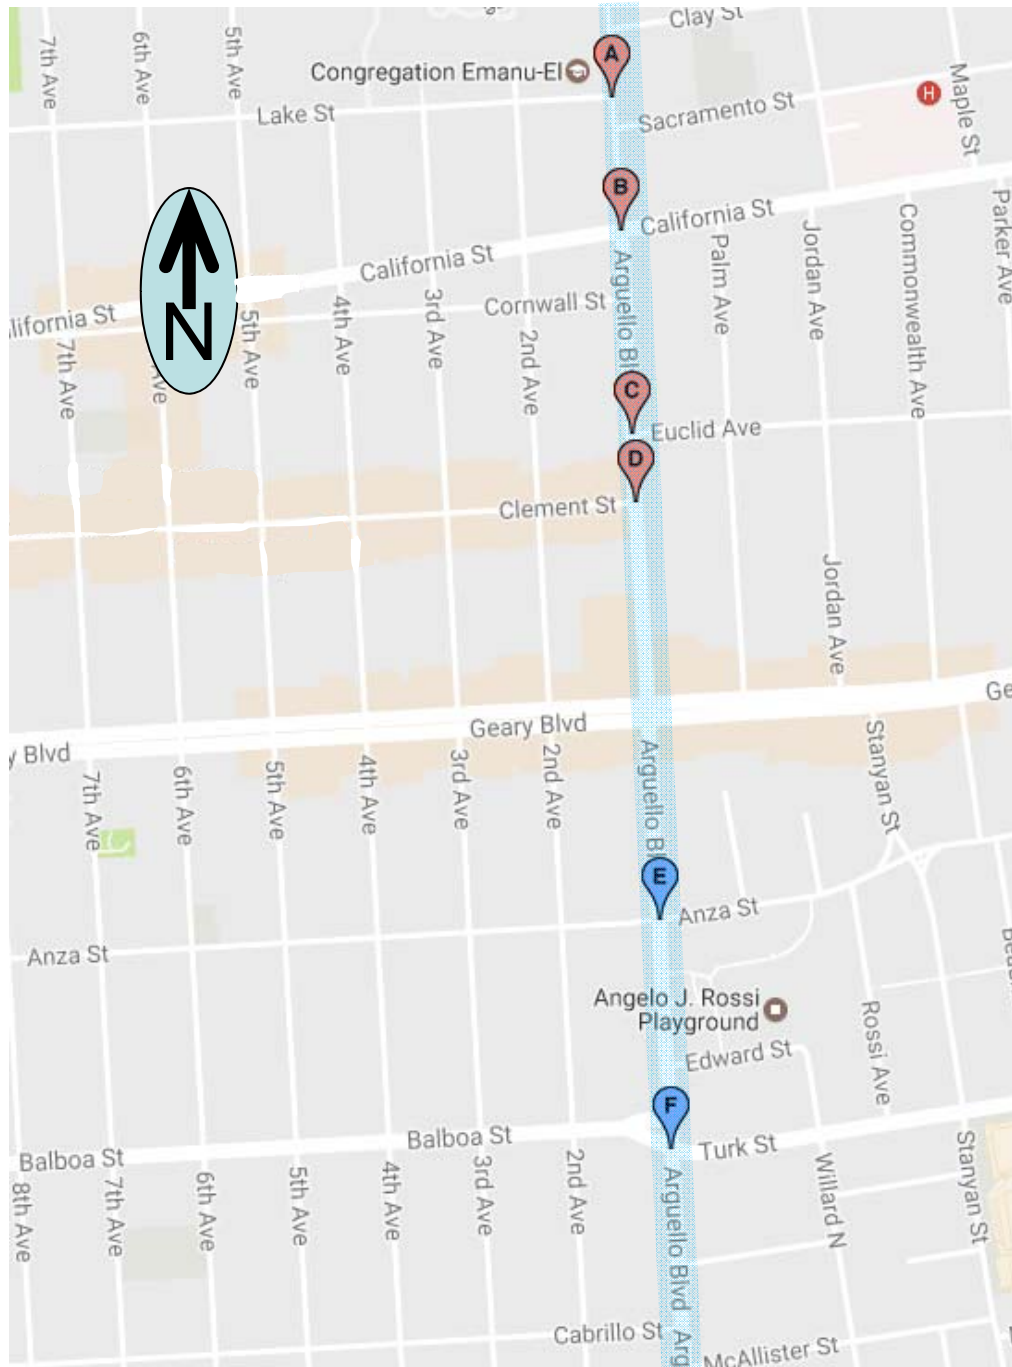 Clay St
7th Ave
6th Ave
5th Ave
A
Congregation Emanu-El
H
Maple St
Lake St
Sacramento St
B
California St
Parker Ave
Commonwealth Ave
Jordan Ave
Palm Ave
California St
Arguello Bl
Cornwall St
3rd Ave
4th Ave
5th Ave
2nd Ave
N
lifornia St
7th Ave
Ave
C
Euclid Ave
D
Clement St
Jordan Ave
Ge
Geary Blvd
y Blvd
Stanyan St
Arguello Bl
7th Ave
6th Ave
5th Ave
4th Ave
3rd Ave
2nd Ave
E
Anza St
Anza St
Angelo J. Rossi
Playground
Rossi Ave
Edward St
F
Balboa St
Turk St
Balboa St
8th Ave
7th Ave
6th Ave
5th Ave
4th Ave
3rd Ave
2nd Ave
Arguello Blvd
Willard N
Stanyan St
Cabrillo St
Arg
McAllister St